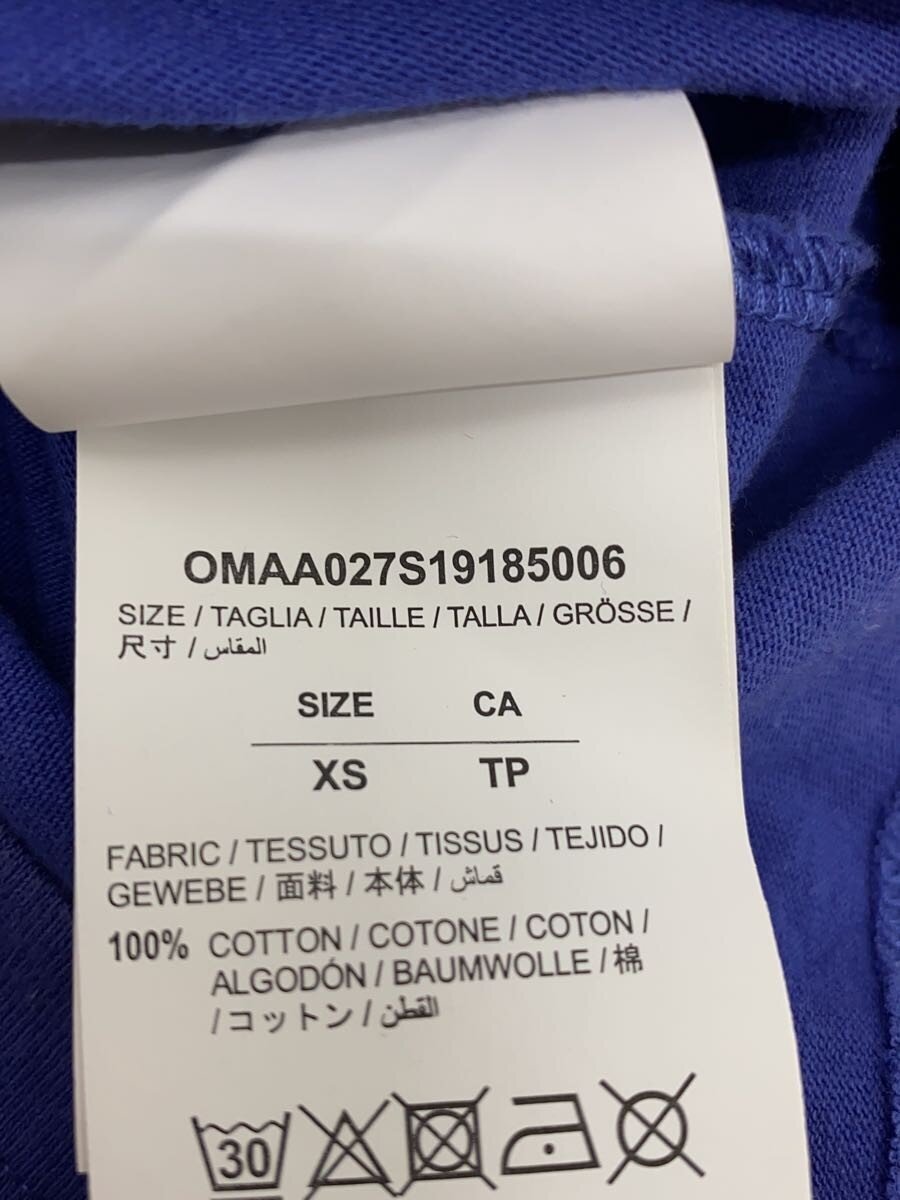 OMAA027S19185006
SIZE / TAGLIA / TAILLE / TALLA / GRÖSSE /
尺寸 / المقاس
SIZE CA
XS TP
FABRIC / TESSUTO / TISSUS / TEJIDO /
GEWEBE / 面料 / 本体 / قماش
100% COTTON / COTONE / COTON /
ALGODÓN / BAUMWOLLE / 棉
/ コットン / القطن
30